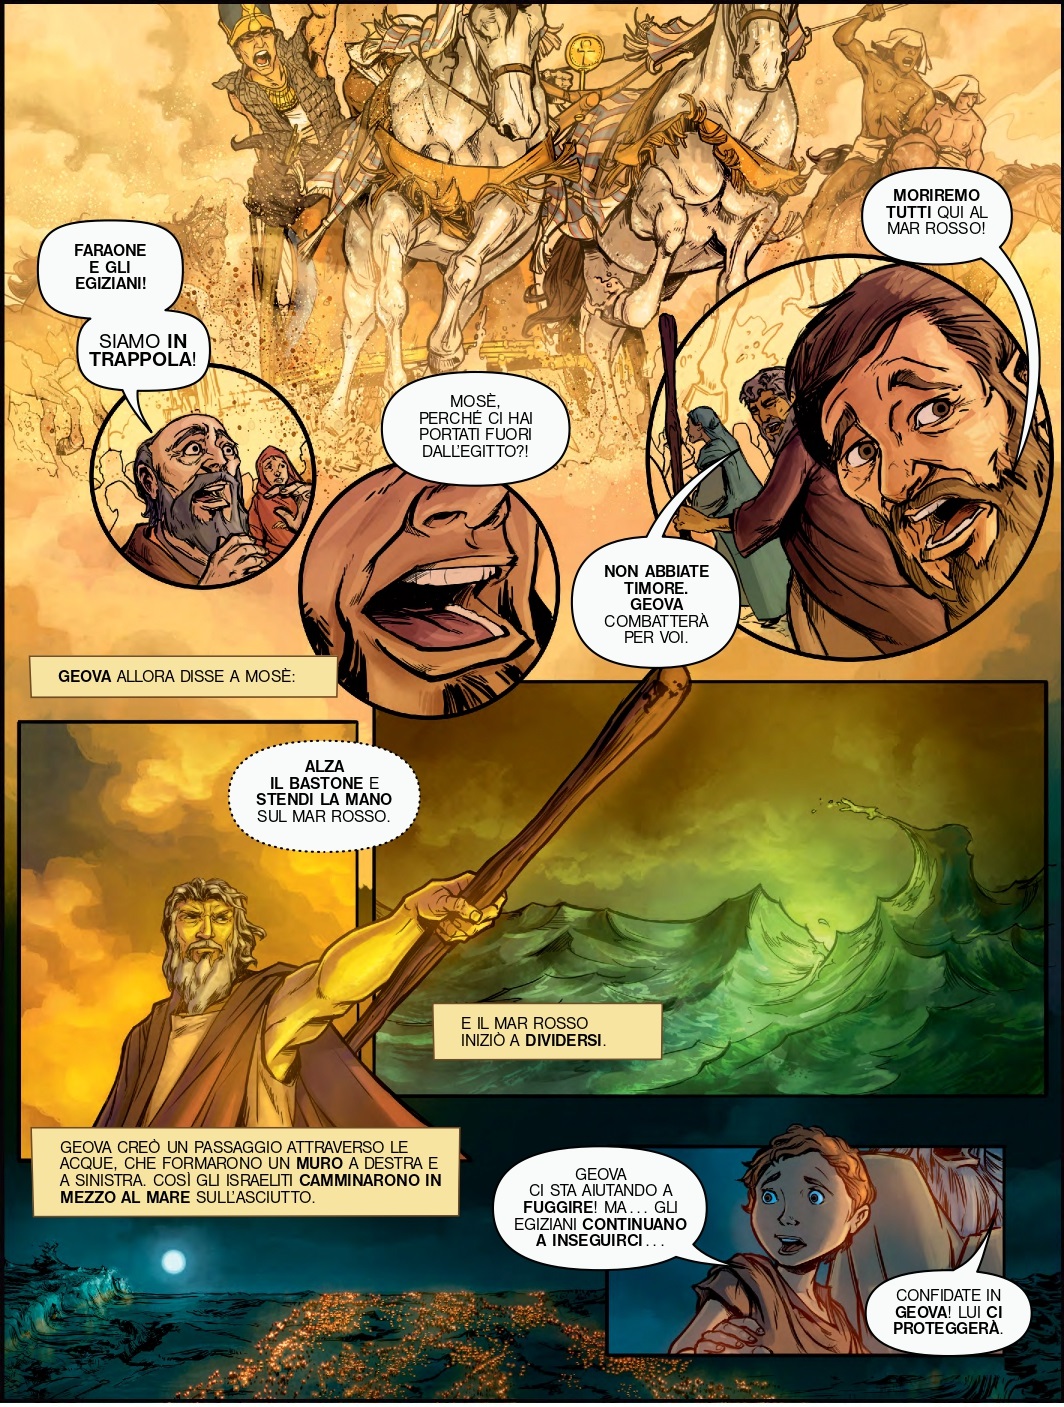 FARAONE
E GLI
EGIZIANI!
SIAMO IN
TRAPPOLA!
MOSÈ,
PERCHÉ CI HAI
PORTATI FUORI
DALL'EGITTO?!
MORIREMO
TUTTI QUI AL
MAR ROSSO!
NON ABBIATE
TIMORE.
GEOVA
COMBATTERÀ
PER VOI.
GEOVA ALLORA DISSE A MOSÈ:
ALZA
IL BASTONE E
STENDI LA MANO
SUL MAR ROSSO.
E IL MAR ROSSO
INIZIÒ A DIVIDERSI.
GEOVA CREÒ UN PASSAGGIO ATTRAVERSO LE
ACQUE, CHE FORMARONO UN MURO A DESTRA E
A SINISTRA. COSÌ GLI ISRAELITI CAMMINARONO IN
MEZZO AL MARE SULL'ASCIUTTO.
GEOVA
CI STA AIUTANDO A
FUGGIRE! MA... GLI
EGIZIANI CONTINUANO
A INSEGUIRCI...
CONFIDATE IN
GEOVA! LUI CI
PROTEGGERÀ.